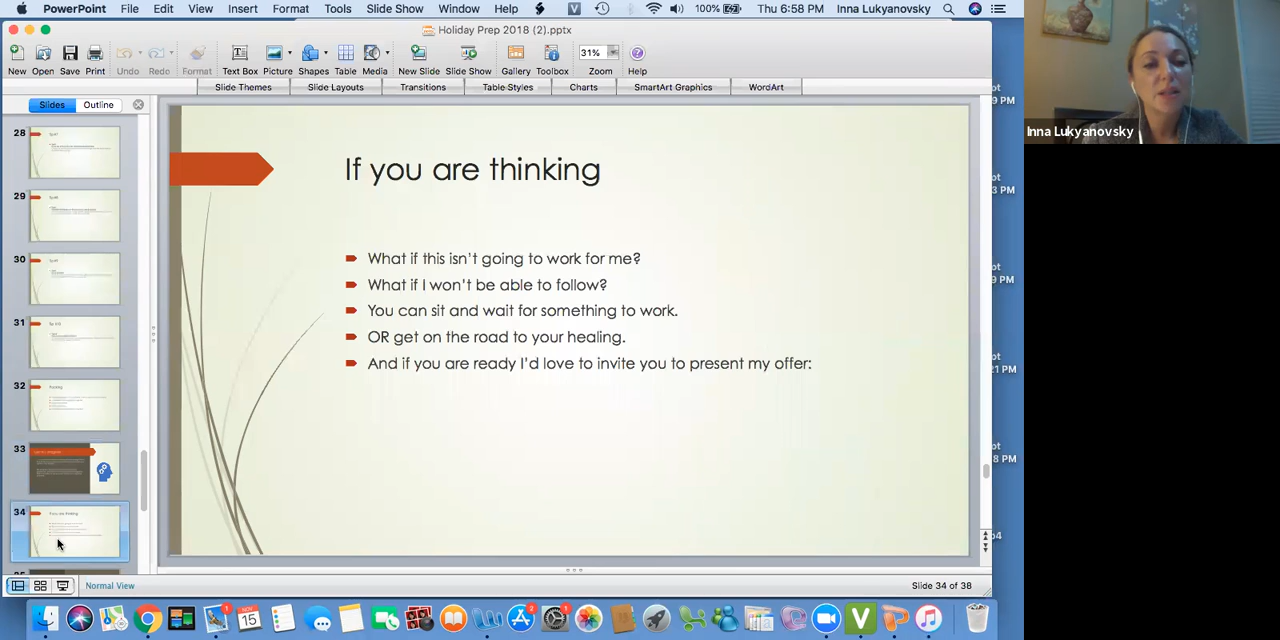 PowerPoint File Edit View Insert Format Tools Slide Show Window Help 100% Thu 6:58 PM Inna Lukyanovsky
Holiday Prep 2018 (2).pptx
31%
New Open Save Print Undo Redo Format Text Box Picture Shapes Table Media New Slide Slide Show Gallery Toolbox Zoom Help
Slide Themes Slide Layouts Transitions Table Styles Charts SmartArt Graphics WordArt
Slides Outline
28
29
30
31
32
33
34
If you are thinking
What if this isn't going to work for me?
What if I won't be able to follow?
You can sit and wait for something to work.
OR get on the road to your healing.
And if you are ready I'd love to invite you to present my offer:
Normal View
Slide 34 of 38
NOV
15
Inna Lukyanovsky